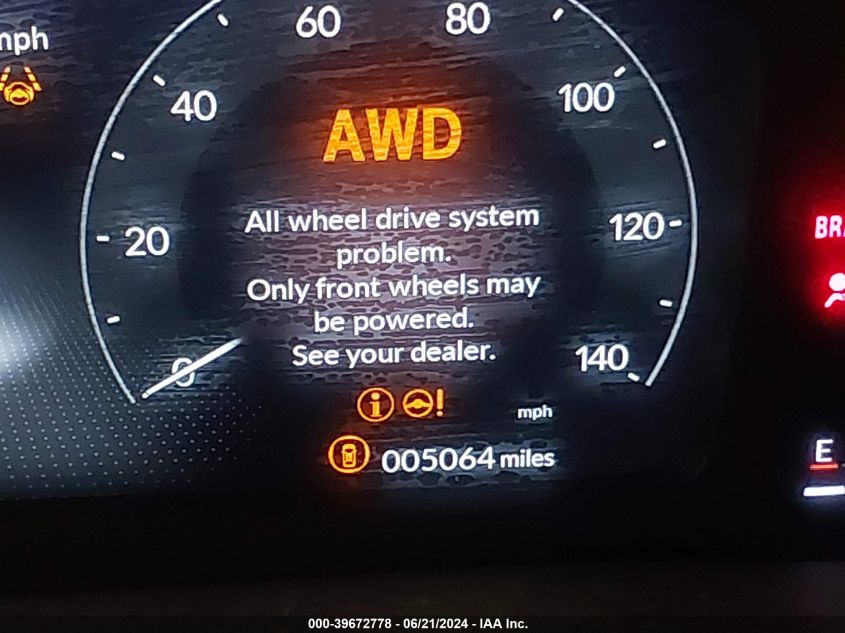 60 80
mph
40 100
AWD
All wheel drive system
20 120
problem.
Only front wheels may
be powered.
See your dealer.
0 140
mph
005064 miles
E
000-39672778 - 06/21/2024 - IAA Inc.